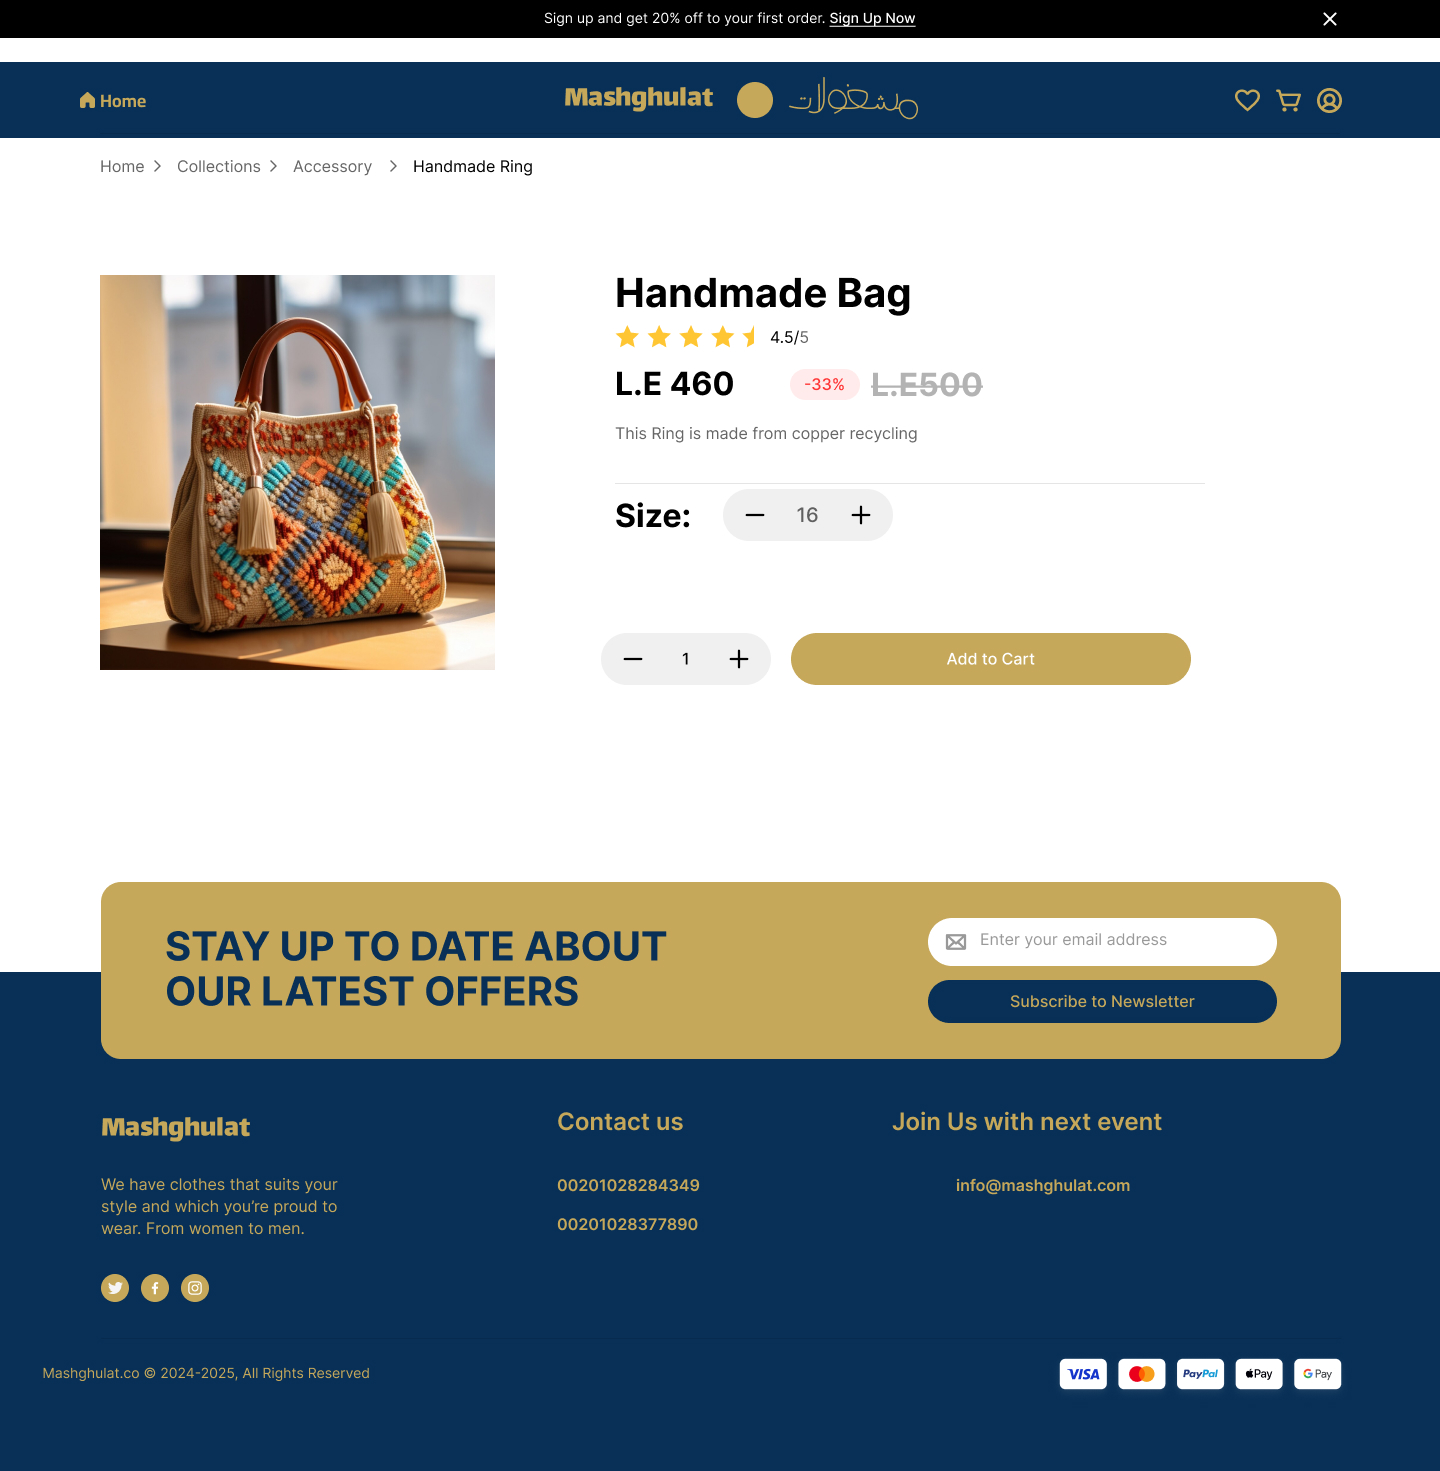 Sign up and get 20% off to your first order. Sign Up Now
Home
Mashghulat
مشغولات
Home > Collections > Accessory > Handmade Ring
Handmade Bag
4.5/5
L.E 460 -33% L.E500
This Ring is made from copper recycling
Size: 16
1 Add to Cart
STAY UP TO DATE ABOUT
OUR LATEST OFFERS
Enter your email address
Subscribe to Newsletter
Mashghulat
We have clothes that suits your
style and which you’re proud to
wear. From women to men.
Contact us
00201028284349
00201028377890
Join Us with next event
info@mashghulat.com
Mashghulat.co © 2024-2025, All Rights Reserved
VISA
PayPal
Pay
G Pay